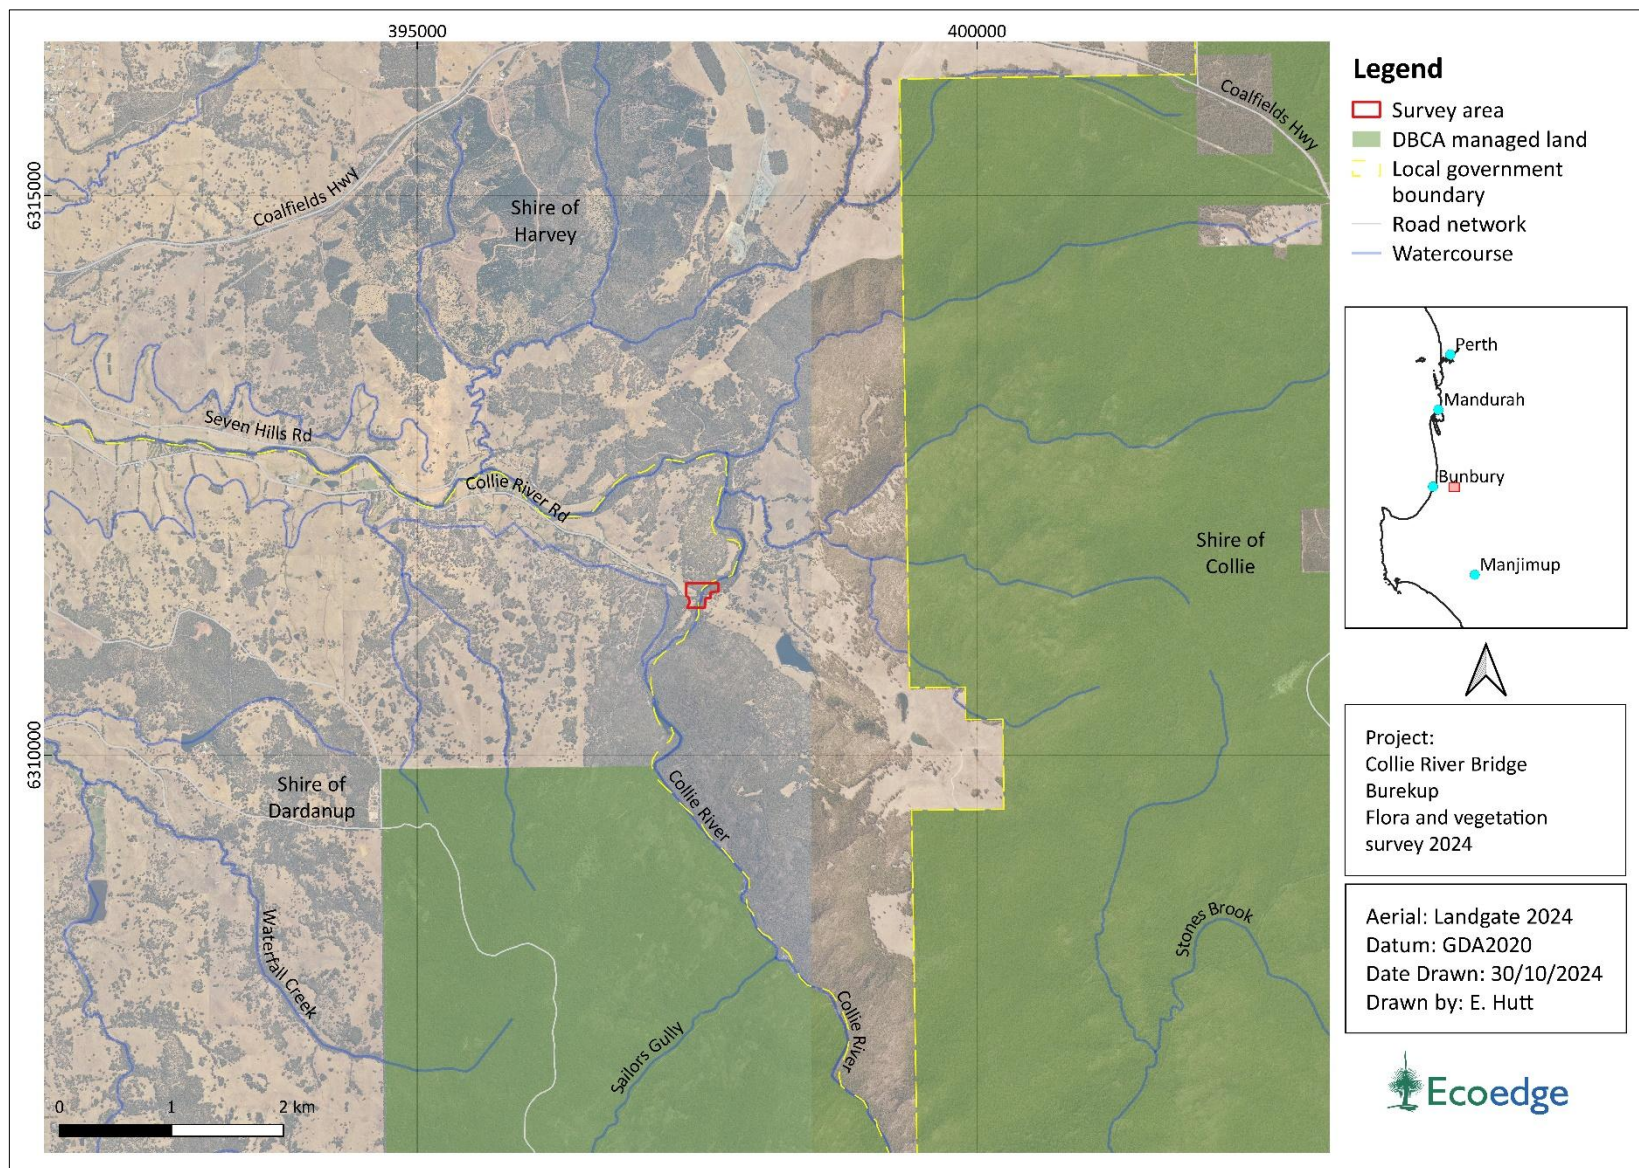 395000
400000
6315000
6310000
Coalfields Hwy
Coalfields Hwy
Shire of
Harvey
Seven Hills Rd
Collie River Rd
Shire of
Collie
Shire of
Dardanup
Collie River
Waterfall Creek
Stones Brook
Collie River
Sailors Gully
0 1 2 km
Legend
Survey area
DBCA managed land
Local government
boundary
Road network
Watercourse
Perth
Mandurah
Bunbury
Manjimup
Project:
Collie River Bridge
Burekup
Flora and vegetation
survey 2024
Aerial: Landgate 2024
Datum: GDA2020
Date Drawn: 30/10/2024
Drawn by: E. Hutt
Ecoedge